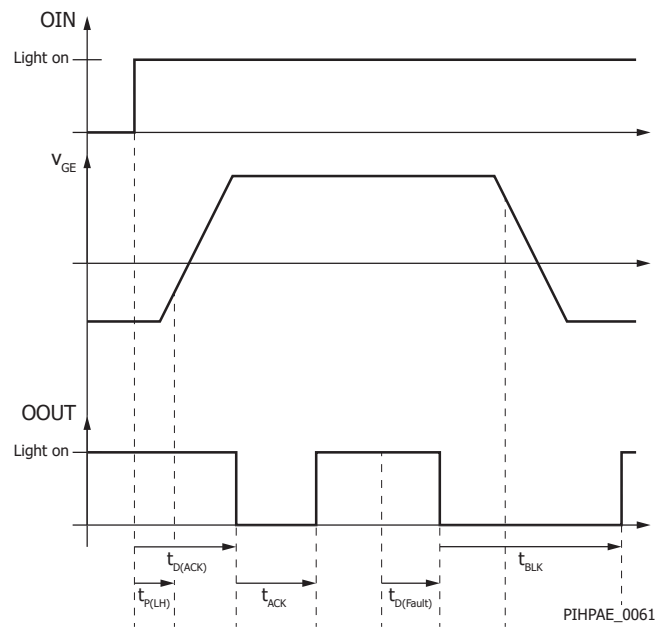 OIN
Light on
VGE
OOUT
Light on
tD(ACK)
tBLK
tP(LH)
tACK
tD(Fault)
PIHPAE_0061